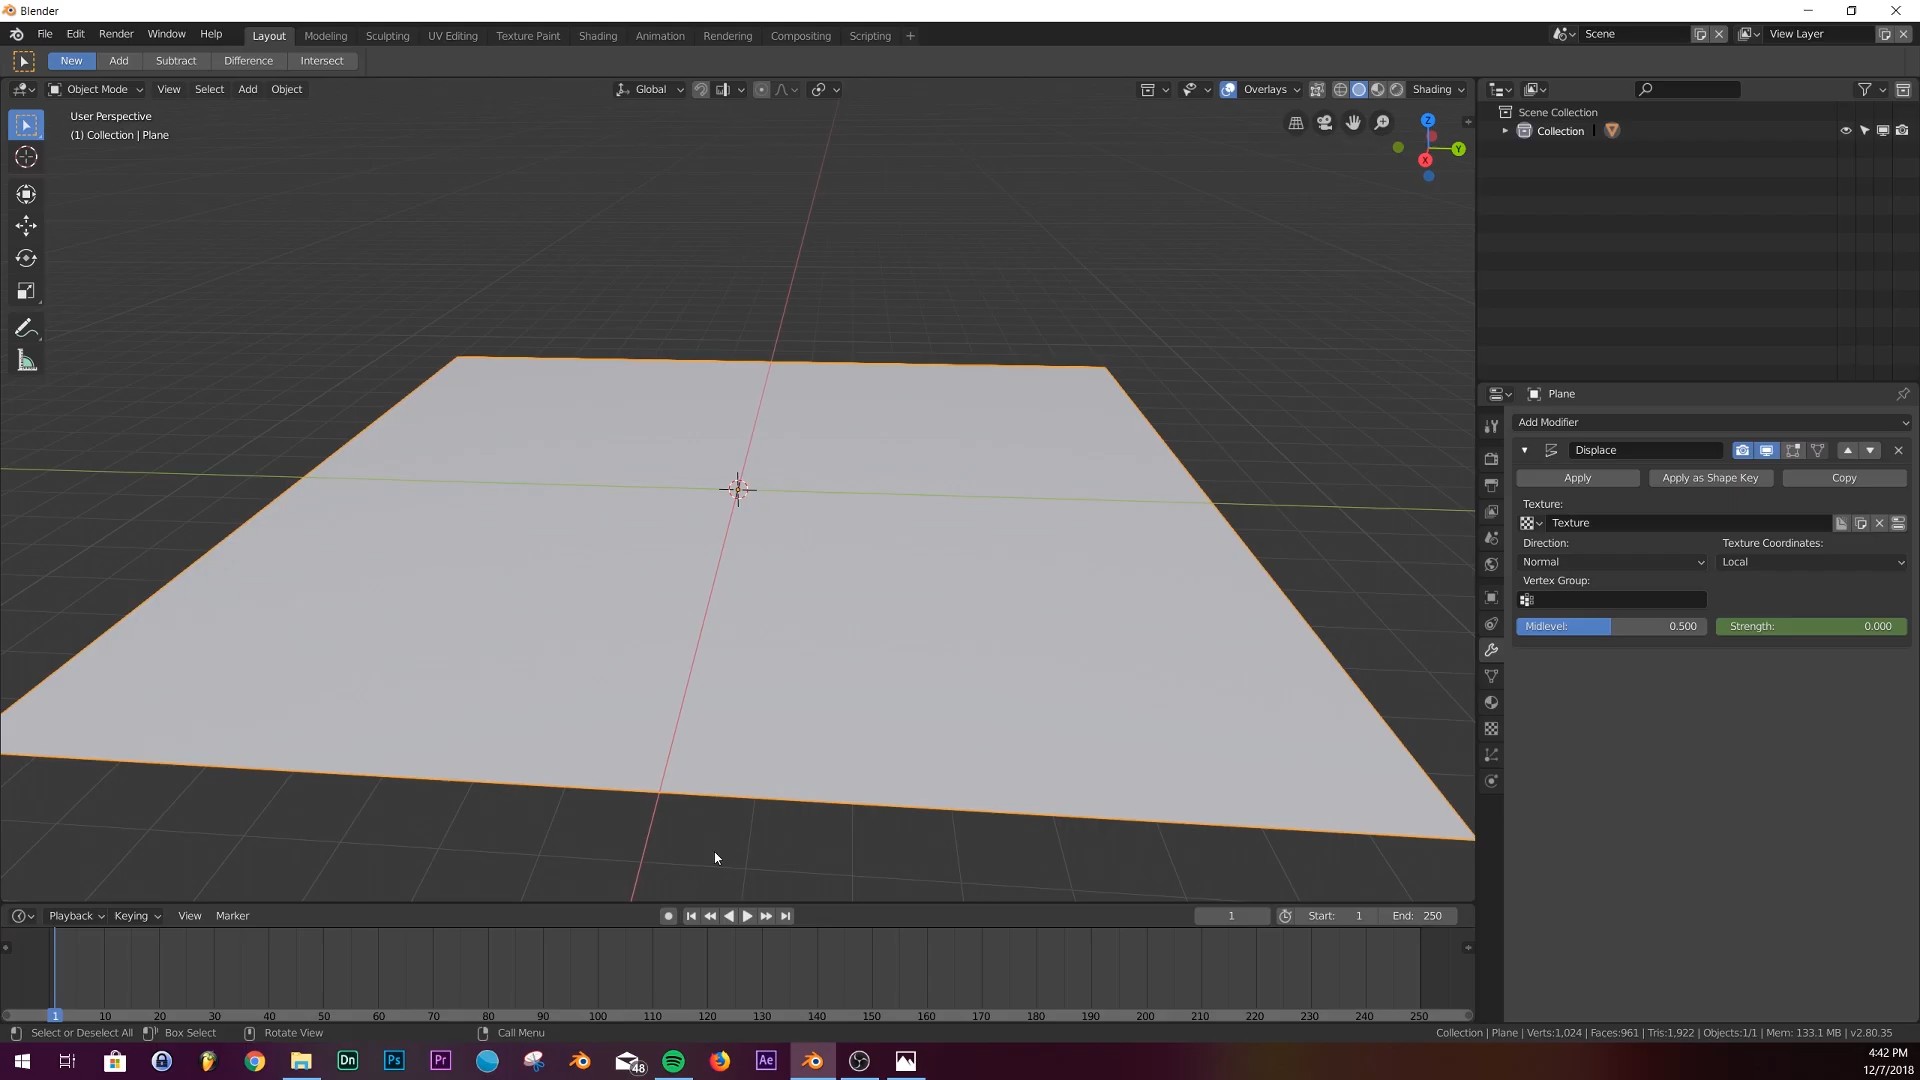 Blender
File Edit Render Window Help Layout Modeling Sculpting UV Editing Texture Paint Shading Animation Rendering Compositing Scripting + Scene View Layer
New Add Subtract Difference Intersect
Object Mode View Select Add Object Global Overlays Shading
User Perspective
(1) Collection | Plane
Z
Y
X
Scene Collection
Collection
Plane
Add Modifier
Displace
Apply Apply as Shape Key Copy
Texture:
Texture
Direction: Texture Coordinates:
Normal Local
Vertex Group:
Midlevel: 0.500 Strength: 0.000
Playback Keying View Marker 1 Start: 1 End: 250
1 10 20 30 40 50 60 70 80 90 100 110 120 130 140 150 160 170 180 190 200 210 220 230 240 250
Select or Deselect All Box Select Rotate View Call Menu Collection | Plane | Verts:1,024 | Faces:961 | Tris:1,922 | Objects:1/1 | Mem: 133.1 MB | v2.80.35
Dn Ps Pr 48 Ae
4:42 PM
12/7/2018